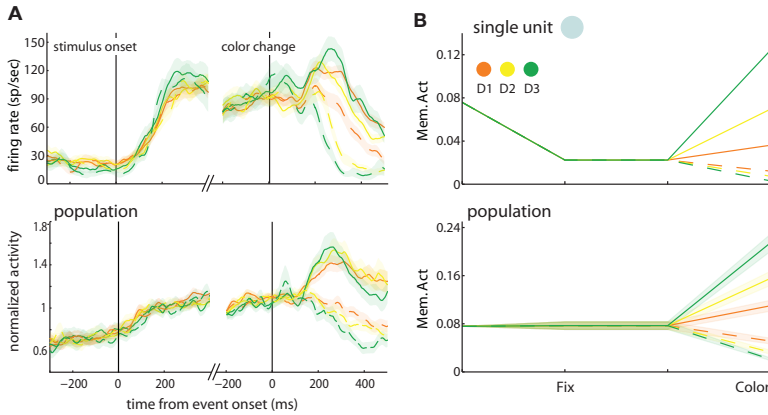 A
stimulus onset
color change
150
120
90
60
30
0
firing rate (sp/sec)
population
1.8
1.4
1
0.6
normalized activity
−200
0
200
−200
0
200
400
time from event onset (ms)
B
single unit
D1
D2
D3
0.12
0.08
0.04
0
Mem. Act
population
0.24
0.16
0.08
0
Mem. Act
Fix
Color